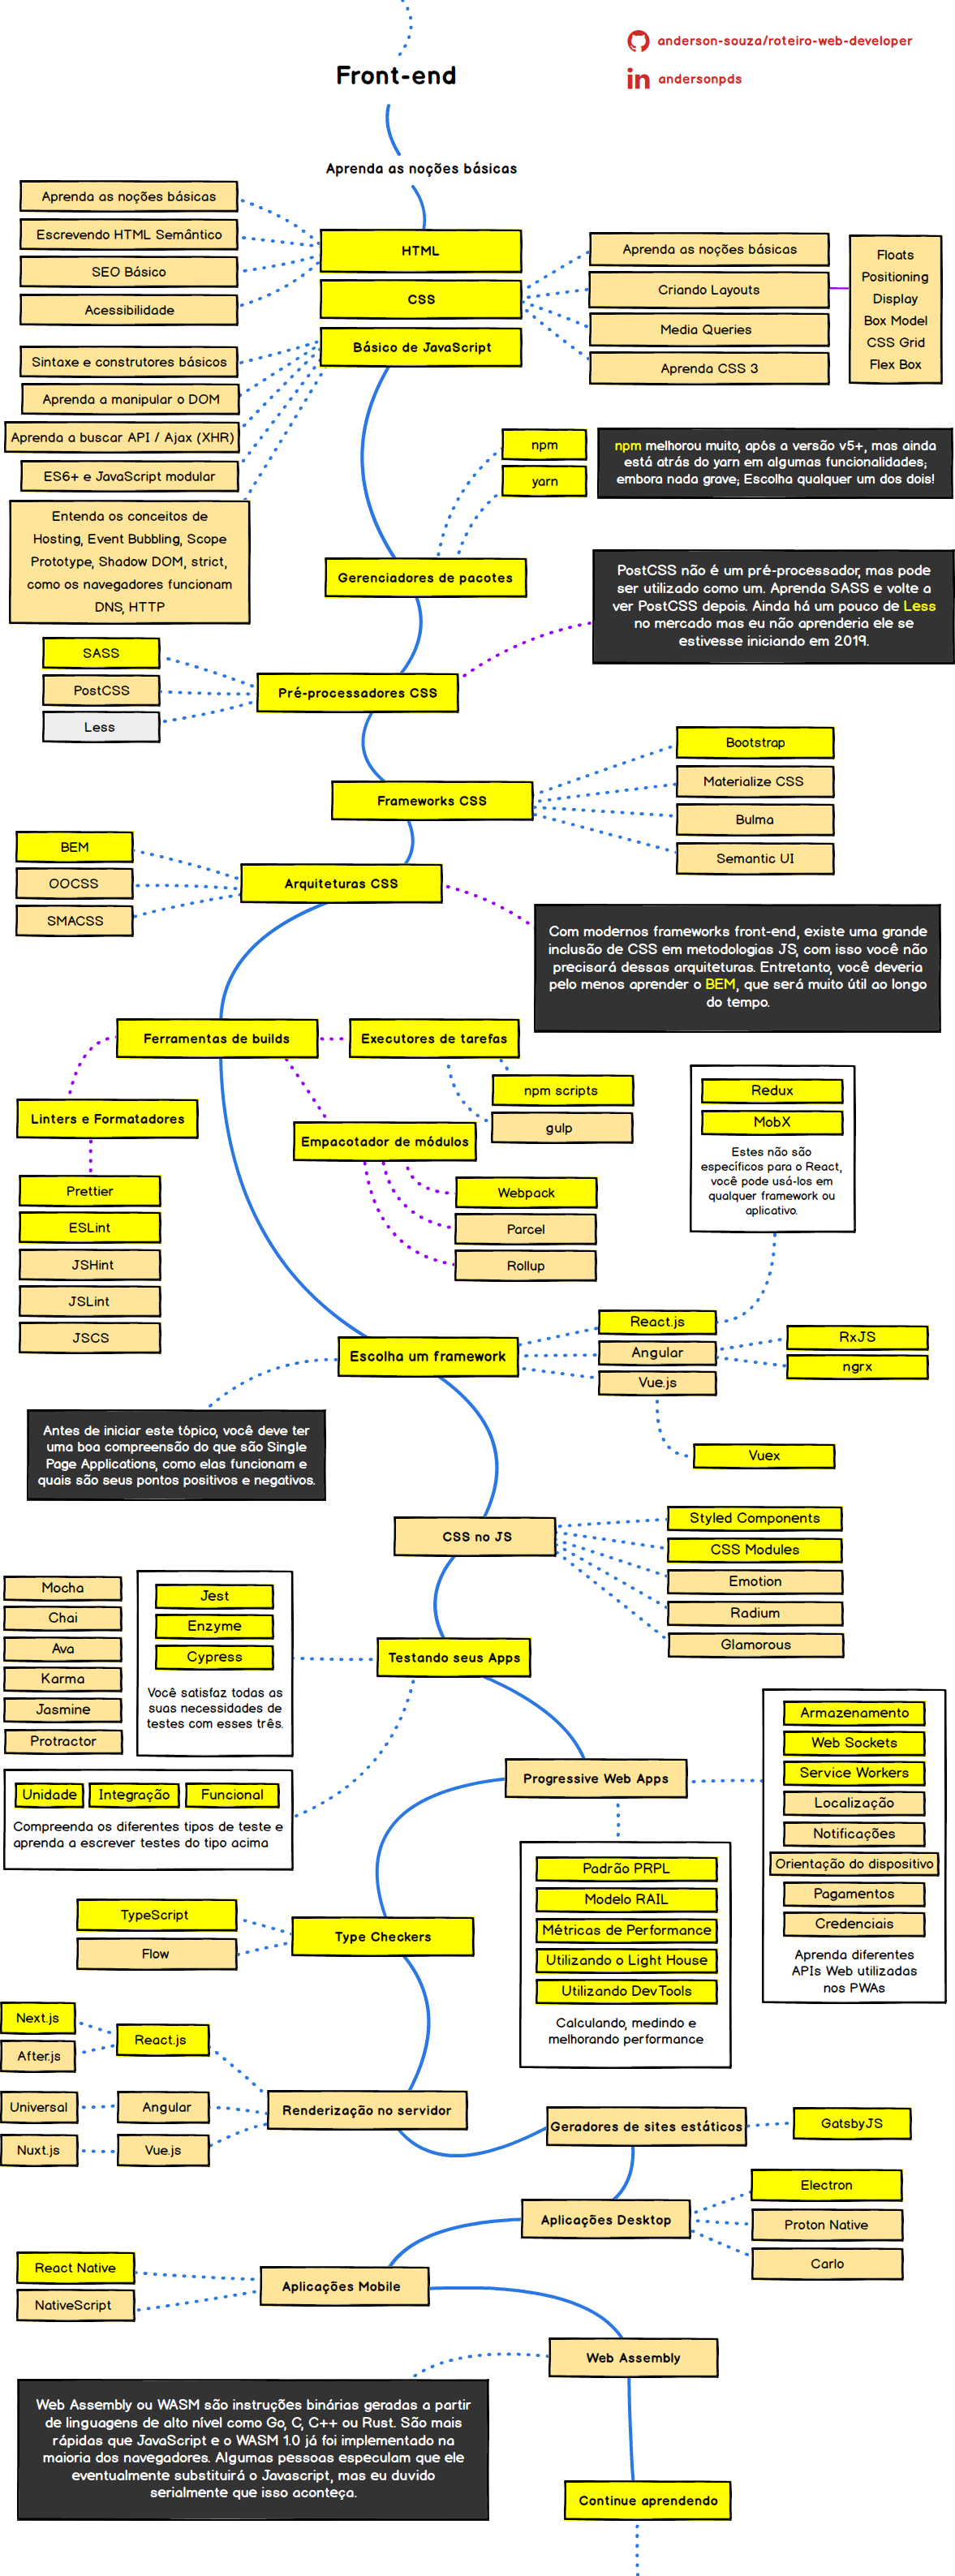 anderson-souza/roteiro-web-developer
Front-end
andersonpds
Aprenda as noções básicas
Aprenda as noções básicas
Escrevendo HTML Semântico
SEO Básico
Acessibilidade
HTML
CSS
Básico de JavaScript
Aprenda as noções básicas
Criando Layouts
Media Queries
Aprenda CSS 3
Floats
Positioning
Display
Box Model
CSS Grid
Flex Box
Sintaxe e construtores básicos
Aprenda a manipular o DOM
Aprenda a buscar API / Ajax (XHR)
ES6+ e JavaScript modular
Entenda os conceitos de
Hosting, Event Bubbling, Scope
Prototype, Shadow DOM, strict,
como os navegadores funcionam
DNS, HTTP
npm
yarn
npm melhorou muito, após a versão v5+, mas ainda
está atrás do yarn em algumas funcionalidades;
embora nada grave; Escolha qualquer um dos dois!
Gerenciadores de pacotes
PostCSS não é um pré-processador, mas pode
ser utilizado como um. Aprenda SASS e volte a
ver PostCSS depois. Ainda há um pouco de Less
no mercado mas eu não aprenderia ele se
estivesse iniciando em 2019.
SASS
PostCSS
Less
Pré-processadores CSS
Frameworks CSS
Bootstrap
Materialize CSS
Bulma
Semantic UI
BEM
OOCSS
SMACSS
Arquiteturas CSS
Com modernos frameworks front-end, existe uma grande
inclusão de CSS em metodologias JS, com isso você não
precisará dessas arquiteturas. Entretanto, você deveria
pelo menos aprender o BEM, que será muito útil ao longo
do tempo.
Ferramentas de builds
Executores de tarefas
npm scripts
gulp
Linters e Formatadores
Empacotador de módulos
Prettier
ESLint
JSHint
JSLint
JSCS
Webpack
Parcel
Rollup
Redux
MobX
Estes não são
específicos para o React,
você pode usá-los em
qualquer framework ou
aplicativo.
Escolha um framework
React.js
Angular
Vue.js
RxJS
ngrx
Vuex
Antes de iniciar este tópico, você deve ter
uma boa compreensão do que são Single
Page Applications, como elas funcionam e
quais são seus pontos positivos e negativos.
CSS no JS
Styled Components
CSS Modules
Emotion
Radium
Glamorous
Mocha
Chai
Ava
Karma
Jasmine
Protractor
Jest
Enzyme
Cypress
Você satisfaz todas as
suas necessidades de
testes com esses três.
Testando seus Apps
Unidade
Integração
Funcional
Compreenda os diferentes tipos de teste e
aprenda a escrever testes do tipo acima
Progressive Web Apps
Armazenamento
Web Sockets
Service Workers
Localização
Notificações
Orientação do dispositivo
Pagamentos
Credenciais
Aprenda diferentes
APIs Web utilizadas
nos PWAs
Padrão PRPL
Modelo RAIL
Métricas de Performance
Utilizando o Light House
Utilizando DevTools
Calculando, medindo e
melhorando performance
TypeScript
Flow
Type Checkers
Next.js
After.js
React.js
Universal
Angular
Nuxt.js
Vue.js
Renderização no servidor
Geradores de sites estáticos
GatsbyJS
Aplicações Desktop
Electron
Proton Native
Carlo
React Native
NativeScript
Aplicações Mobile
Web Assembly
Web Assembly ou WASM são instruções binárias geradas a partir
de linguagens de alto nível como Go, C, C++ ou Rust. São mais
rápidas que JavaScript e o WASM 1.0 já foi implementado na
maioria dos navegadores. Algumas pessoas especulam que ele
eventualmente substituirá o Javascript, mas eu duvido
serialmente que isso aconteça.
Continue aprendendo